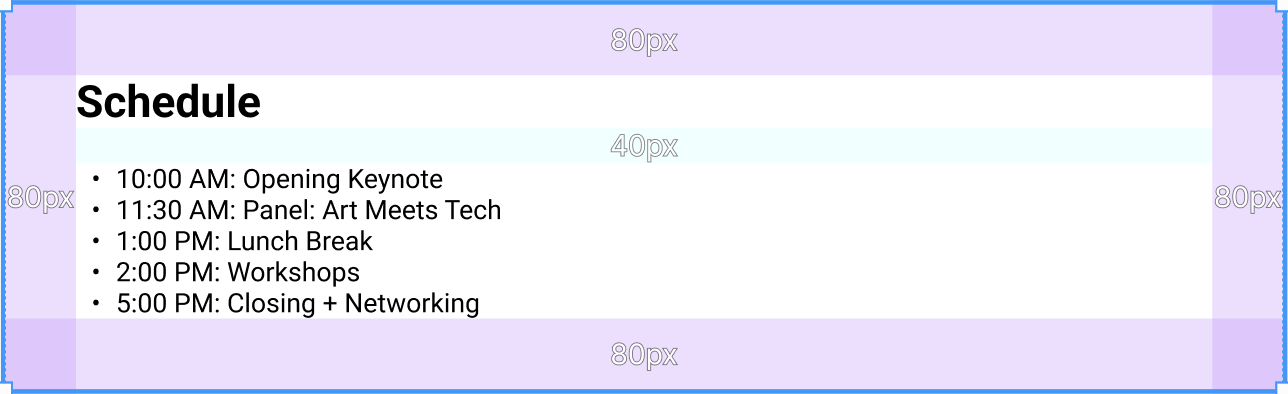 80px
Schedule
40px
• 10:00 AM: Opening Keynote
80px
80px
• 11:30 AM: Panel: Art Meets Tech
• 1:00 PM: Lunch Break
• 2:00 PM: Workshops
• 5:00 PM: Closing + Networking
80px